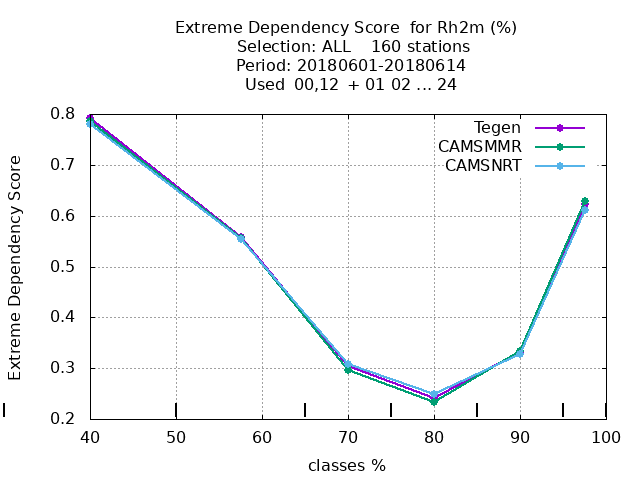 Extreme Dependency Score  for Rh2m (%)
Selection: ALL    160 stations
Period: 20180601-20180614
Used  00,12  + 01 02 ... 24
Tegen
CAMSMMR
CAMSNRT
Extreme Dependency Score
0.8
0.7
0.6
0.5
0.4
0.3
0.2
40 50 60 70 80 90 100
classes %